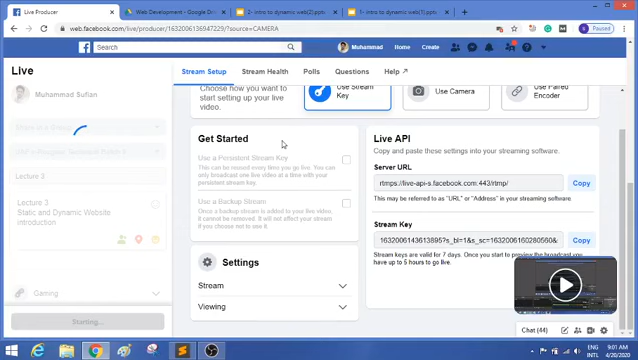 Live Producer
Web Development - Google Dri
2- intro to dynamic web(2).pptx
1- intro to dynamic web(1).pptx
web.facebook.com/live/producer/1632006136947229/?source=CAMERA
Paused
Search
Muhammad
Home
Create
Live
Stream Setup
Stream Health
Polls
Questions
Help
Muhammad Sufian
Choose how you want to
start setting up your live
video.
Use Stream
Key
Use Camera
Use Paired
Encoder
Lecture 3
Lecture 3
Static and Dynamic Website
introduction
Gaming
Starting...
Get Started
Use a Persistent Stream Key
This can be reused every time you go live. You can
only broadcast one live video at a time with your
persistent stream key.
Use a Backup Stream
Once a backup stream is added to your live video,
it cannot be removed. It will not affect your stream
if you choose not to use it.
Settings
Stream
Viewing
Live API
Copy and paste these settings into your streaming software.
Server URL
rtmps://live-api-s.facebook.com:443/rtmp/
Copy
This may be referred to as "URL" or "Address" in your streaming software.
Stream Key
Copy
Stream keys are valid for 7 days. Once you start to preview the broadcast you
have up to 5 hours to go live.
Chat (44)
ENG
INTL
9:01 AM
4/20/2020